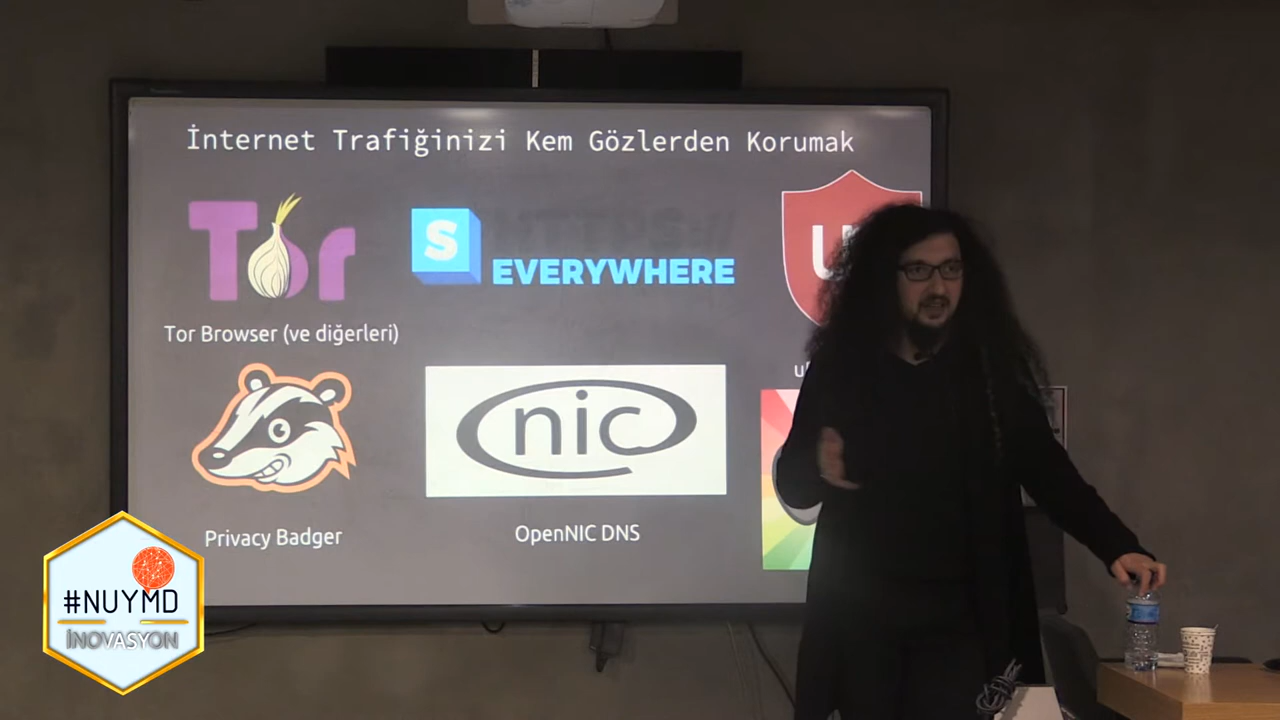 İnternet Trafiğinizi Kem Gözlerden Korumak
Tor
S
EVERYWHERE
U
Tor Browser (ve diğerleri)
nic
Privacy Badger
OpenNIC DNS
#NUYMD
İNOVASYON